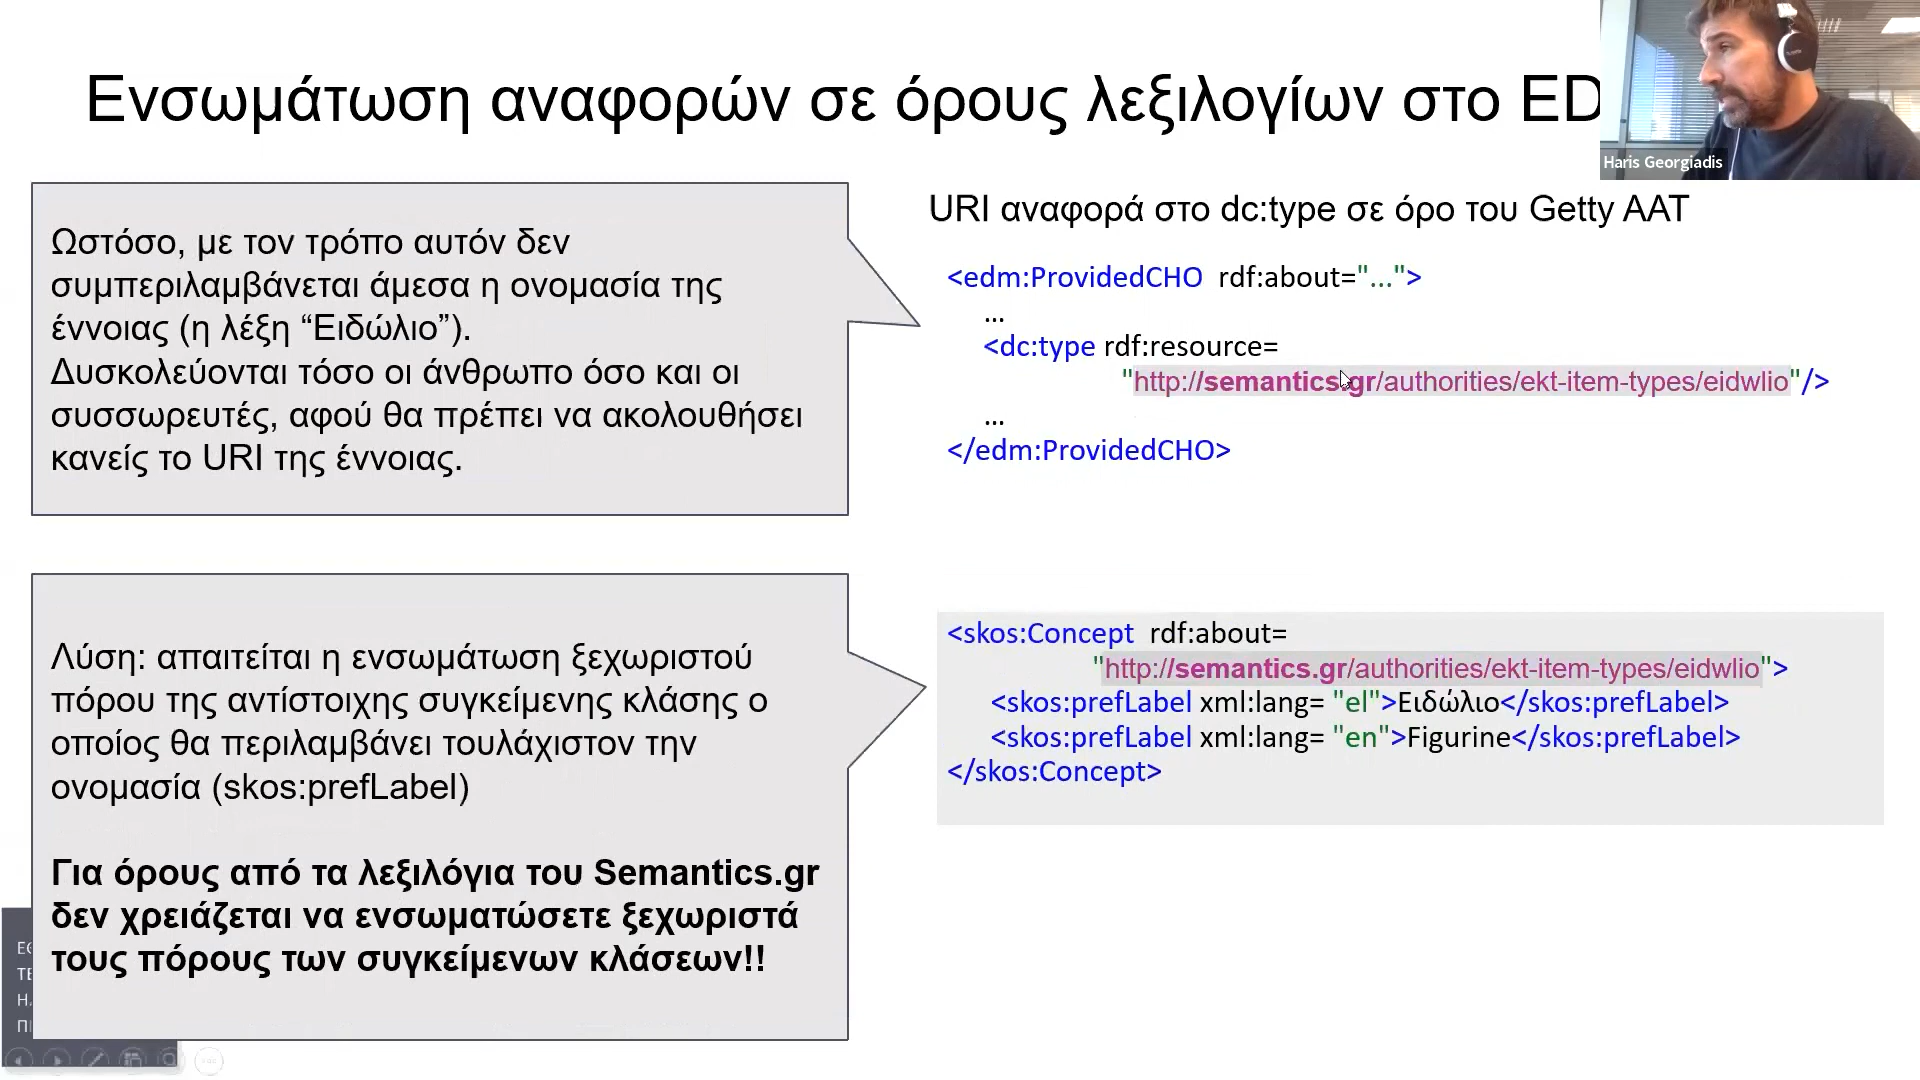 Ενσωμάτωση αναφορών σε όρους λεξιλογίων στο ED
Haris Georgiadis
Ωστόσο, με τον τρόπο αυτόν δεν
συμπεριλαμβάνεται άμεσα η ονομασία της
έννοιας (η λέξη “Ειδώλιο”).
Δυσκολεύονται τόσο οι άνθρωπο όσο και οι
συσσωρευτές, αφού θα πρέπει να ακολουθήσει
κανείς το URI της έννοιας.
URI αναφορά στο dc:type σε όρο του Getty AAT
<edm:ProvidedCHO rdf:about="...">
...
<dc:type rdf:resource=
"http://semantics.gr/authorities/ekt-item-types/eidwlio"/>
...
</edm:ProvidedCHO>
Λύση: απαιτείται η ενσωμάτωση ξεχωριστού
πόρου της αντίστοιχης συγκείμενης κλάσης ο
οποίος θα περιλαμβάνει τουλάχιστον την
ονομασία (skos:prefLabel)
Για όρους από τα λεξιλόγια του Semantics.gr
δεν χρειάζεται να ενσωματώσετε ξεχωριστά
τους πόρους των συγκείμενων κλάσεων!!
<skos:Concept rdf:about=
"http://semantics.gr/authorities/ekt-item-types/eidwlio">
<skos:prefLabel xml:lang= "el">Ειδώλιο</skos:prefLabel>
<skos:prefLabel xml:lang= "en">Figurine</skos:prefLabel>
</skos:Concept>